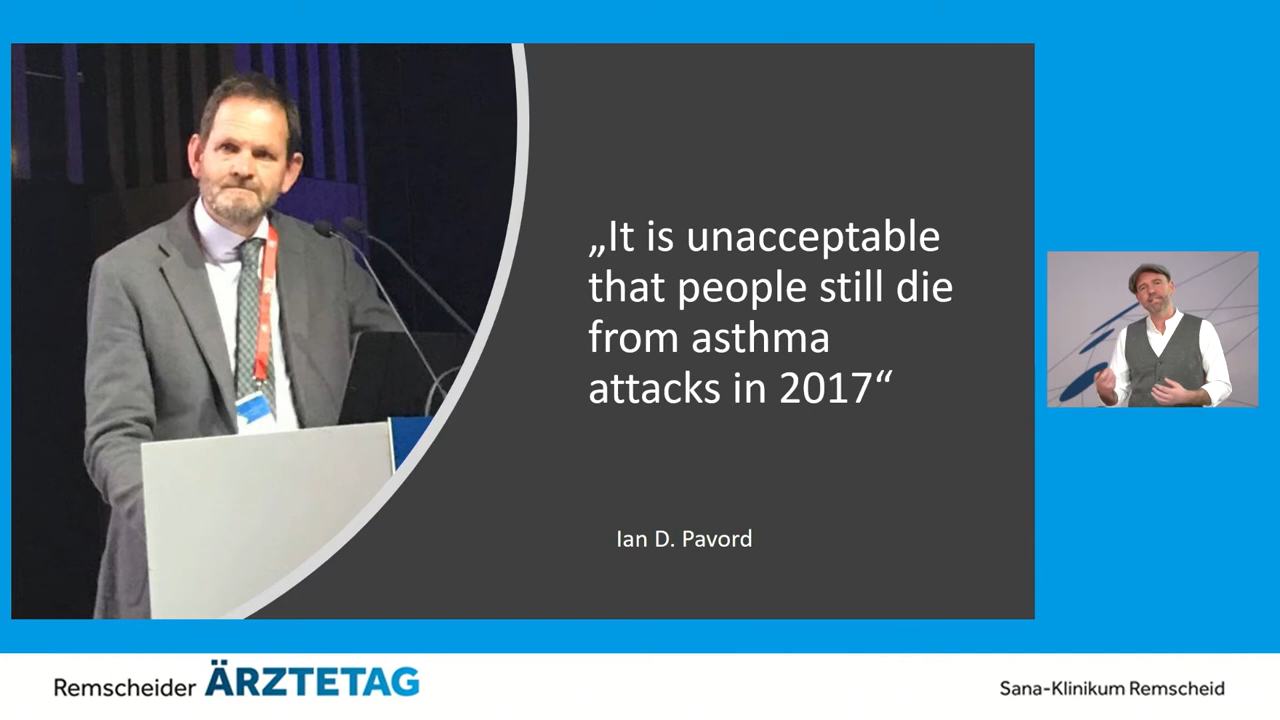 „It is unacceptable
that people still die
from asthma
attacks in 2017“
Ian D. Pavord
Remscheider ÄRZTETAG
Sana-Klinikum Remscheid